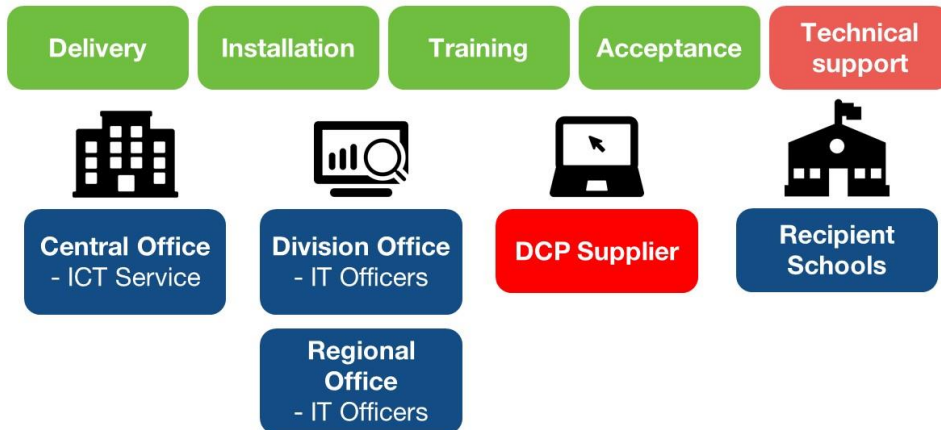 Delivery
Installation
Training
Acceptance
Technical
support
Central Office
- ICT Service
Division Office
- IT Officers
DCP Supplier
Recipient
Schools
Regional
Office
- IT Officers